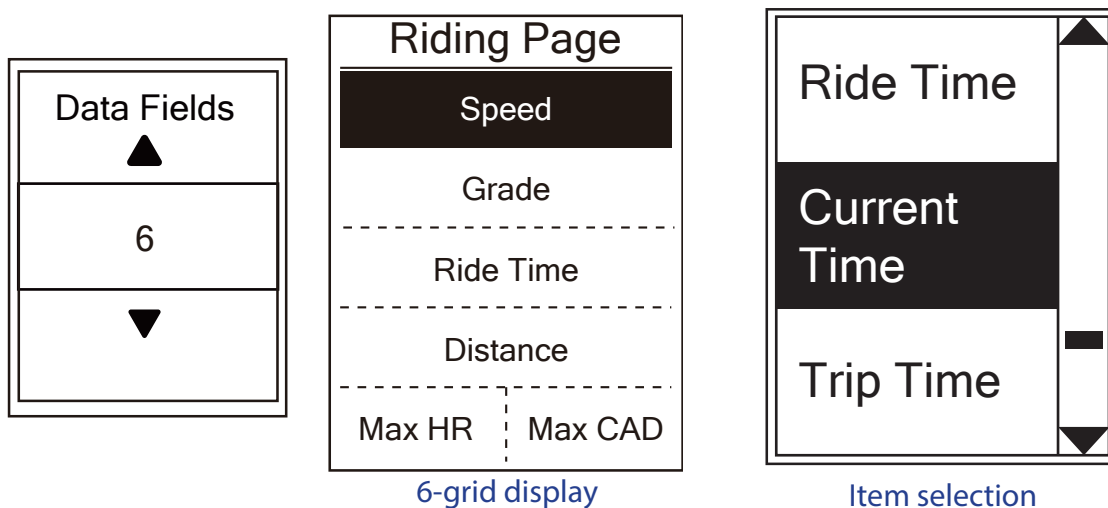 Data Fields
6
Riding Page
Speed
Grade
Ride Time
Distance
Max HR Max CAD
6-grid display
Ride Time
Current
Time
Trip Time
Item selection